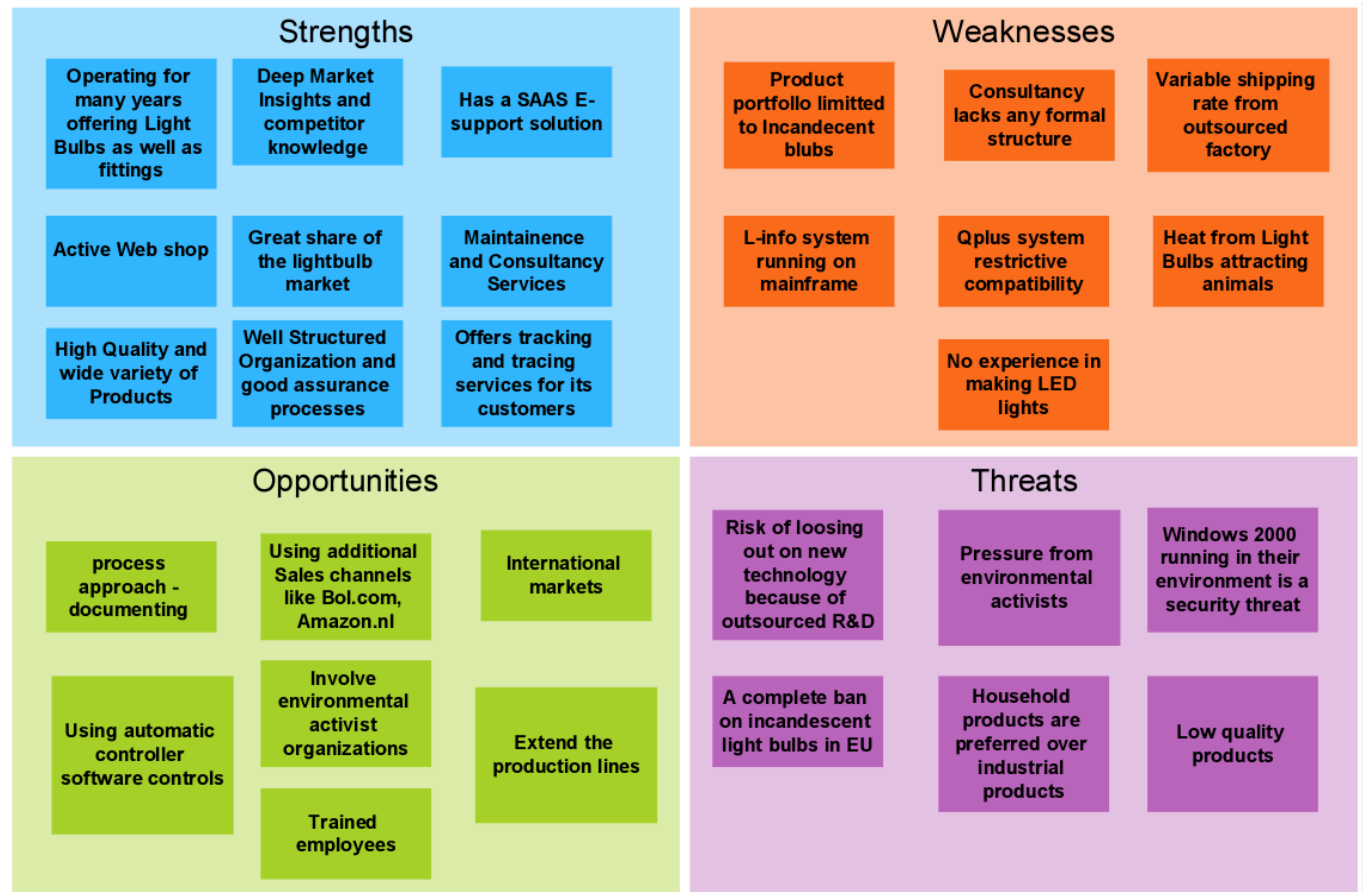 Strengths
Operating for
many years
offering Light
Bulbs as well as
fittings
Deep Market
Insights and
competitor
knowledge
Has a SAAS E-
support solution
Active Web shop
Great share of
the lightbulb
market
Maintainence
and Consultancy
Services
High Quality and
wide variety of
Products
Well Structured
Organization and
good assurance
processes
Offers tracking
and tracing
services for its
customers
Weaknesses
Product
portfollo limitted
to Incandecent
blubs
Consultancy
lacks any formal
structure
Variable shipping
rate from
outsourced
factory
L-info system
running on
mainframe
Qplus system
restrictive
compatibility
Heat from Light
Bulbs attracting
animals
No experience in
making LED
lights
Opportunities
process
approach -
documenting
Using additional
Sales channels
like Bol.com,
Amazon.nl
International
markets
Using automatic
controller
software controls
Involve
environmental
activist
organizations
Extend the
production lines
Trained
employees
Threats
Risk of loosing
out on new
technology
because of
outsourced R&D
Pressure from
environmental
activists
Windows 2000
running in their
environment is a
security threat
A complete ban
on incandescent
light bulbs in EU
Household
products are
preferred over
industrial
products
Low quality
products